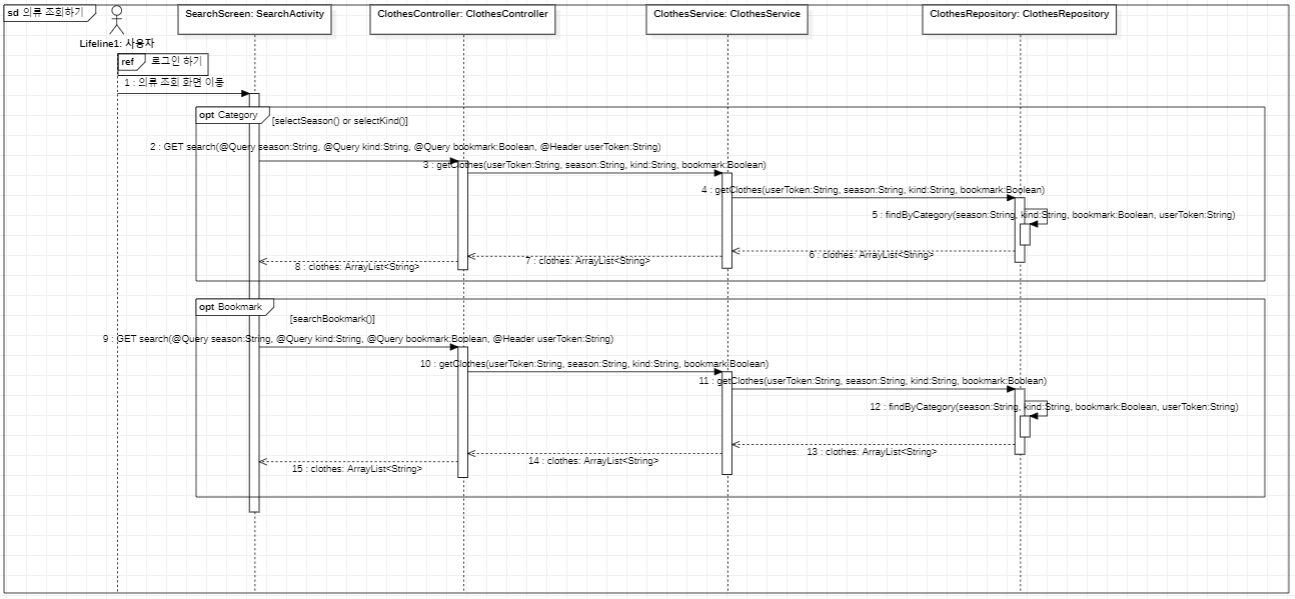 sd 의류 조회하기
SearchScreen: SearchActivity
ClothesController: ClothesController
ClothesService: ClothesService
ClothesRepository: ClothesRepository
Lifeline1: 사용자
ref 로그인 하기
1 : 의류 조회 화면 이동
opt Category
[selectSeason() or selectKind()]
2 : GET search(@Query season:String, @Query kind:String, @Query bookmark:Boolean, @Header userToken:String)
3 : getClothes(userToken:String, season:String, kind:String, bookmark:Boolean)
4 : getClothes(userToken:String, season:String, kind:String, bookmark:Boolean)
5 : findByCategory(season:String, kind:String, bookmark:Boolean, userToken:String)
6 : clothes: ArrayList<String>
7 : clothes: ArrayList<String>
8 : clothes: ArrayList<String>
opt Bookmark
[searchBookmark()]
9 : GET search(@Query season:String, @Query kind:String, @Query bookmark:Boolean, @Header userToken:String)
10 : getClothes(userToken:String, season:String, kind:String, bookmark:Boolean)
11 : getClothes(userToken:String, season:String, kind:String, bookmark:Boolean)
12 : findByCategory(season:String, kind:String, bookmark:Boolean, userToken:String)
13 : clothes: ArrayList<String>
14 : clothes: ArrayList<String>
15 : clothes: ArrayList<String>